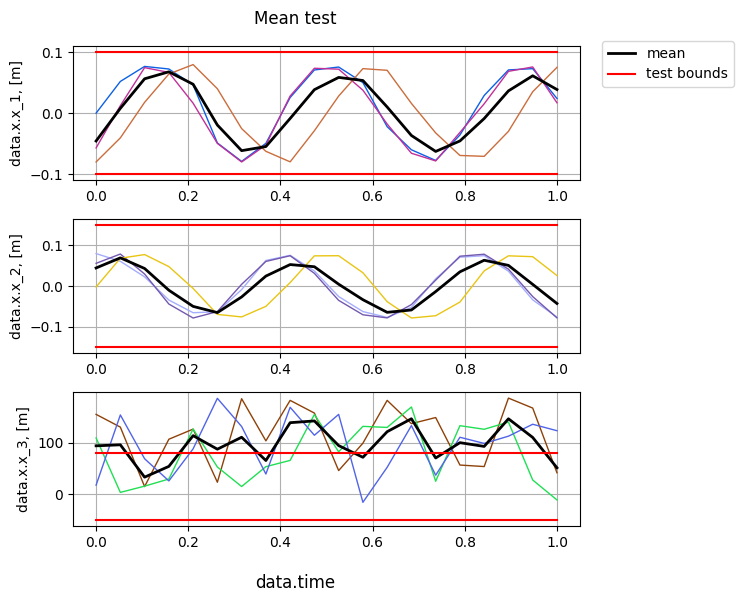 Mean test
mean
test bounds
data.x.x_1, [m]
0.1
0.0
−0.1
0.0 0.2 0.4 0.6 0.8 1.0
data.x.x_2, [m]
0.1
0.0
−0.1
0.0 0.2 0.4 0.6 0.8 1.0
data.x.x_3, [m]
100
0
0.0 0.2 0.4 0.6 0.8 1.0
data.time